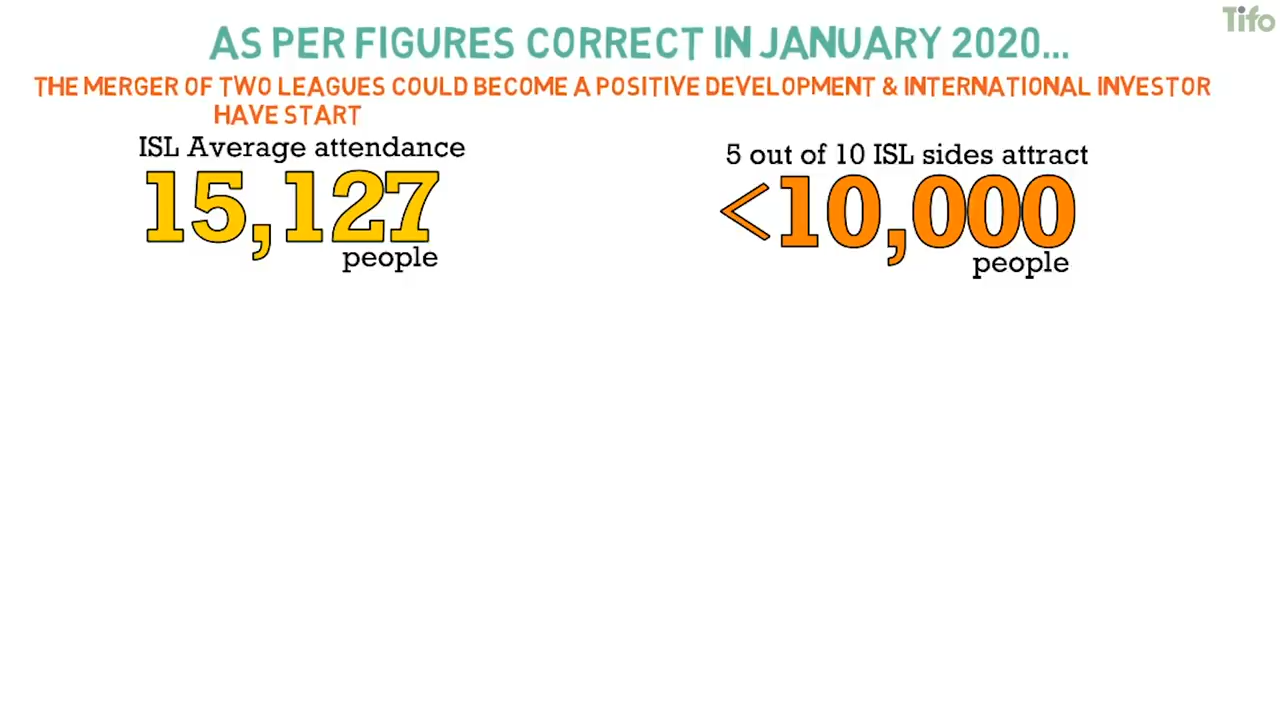 Tifo
AS PER FIGURES CORRECT IN JANUARY 2020...
THE MERGER OF TWO LEAGUES COULD BECOME A POSITIVE DEVELOPMENT & INTERNATIONAL INVESTOR
HAVE START
ISL Average attendance
15,127
people
5 out of 10 ISL sides attract
<10,000
people